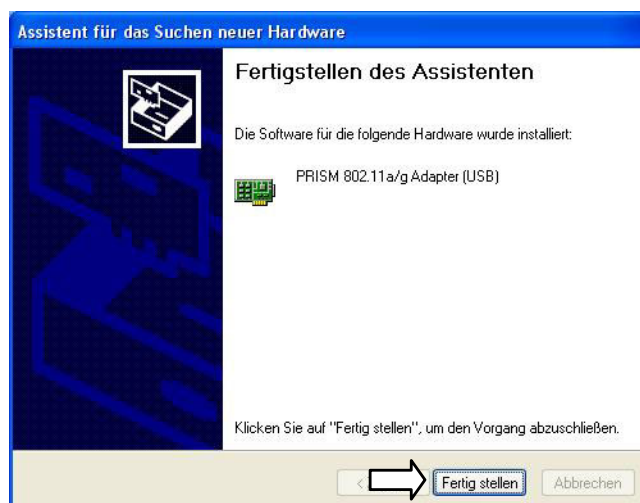 Assistent für das Suchen neuer Hardware
Fertigstellen des Assistenten
Die Software für die folgende Hardware wurde installiert:
PRISM 802.11a/g Adapter (USB)
Klicken Sie auf "Fertig stellen", um den Vorgang abzuschließen.
<
Fertig stellen
Abbrechen